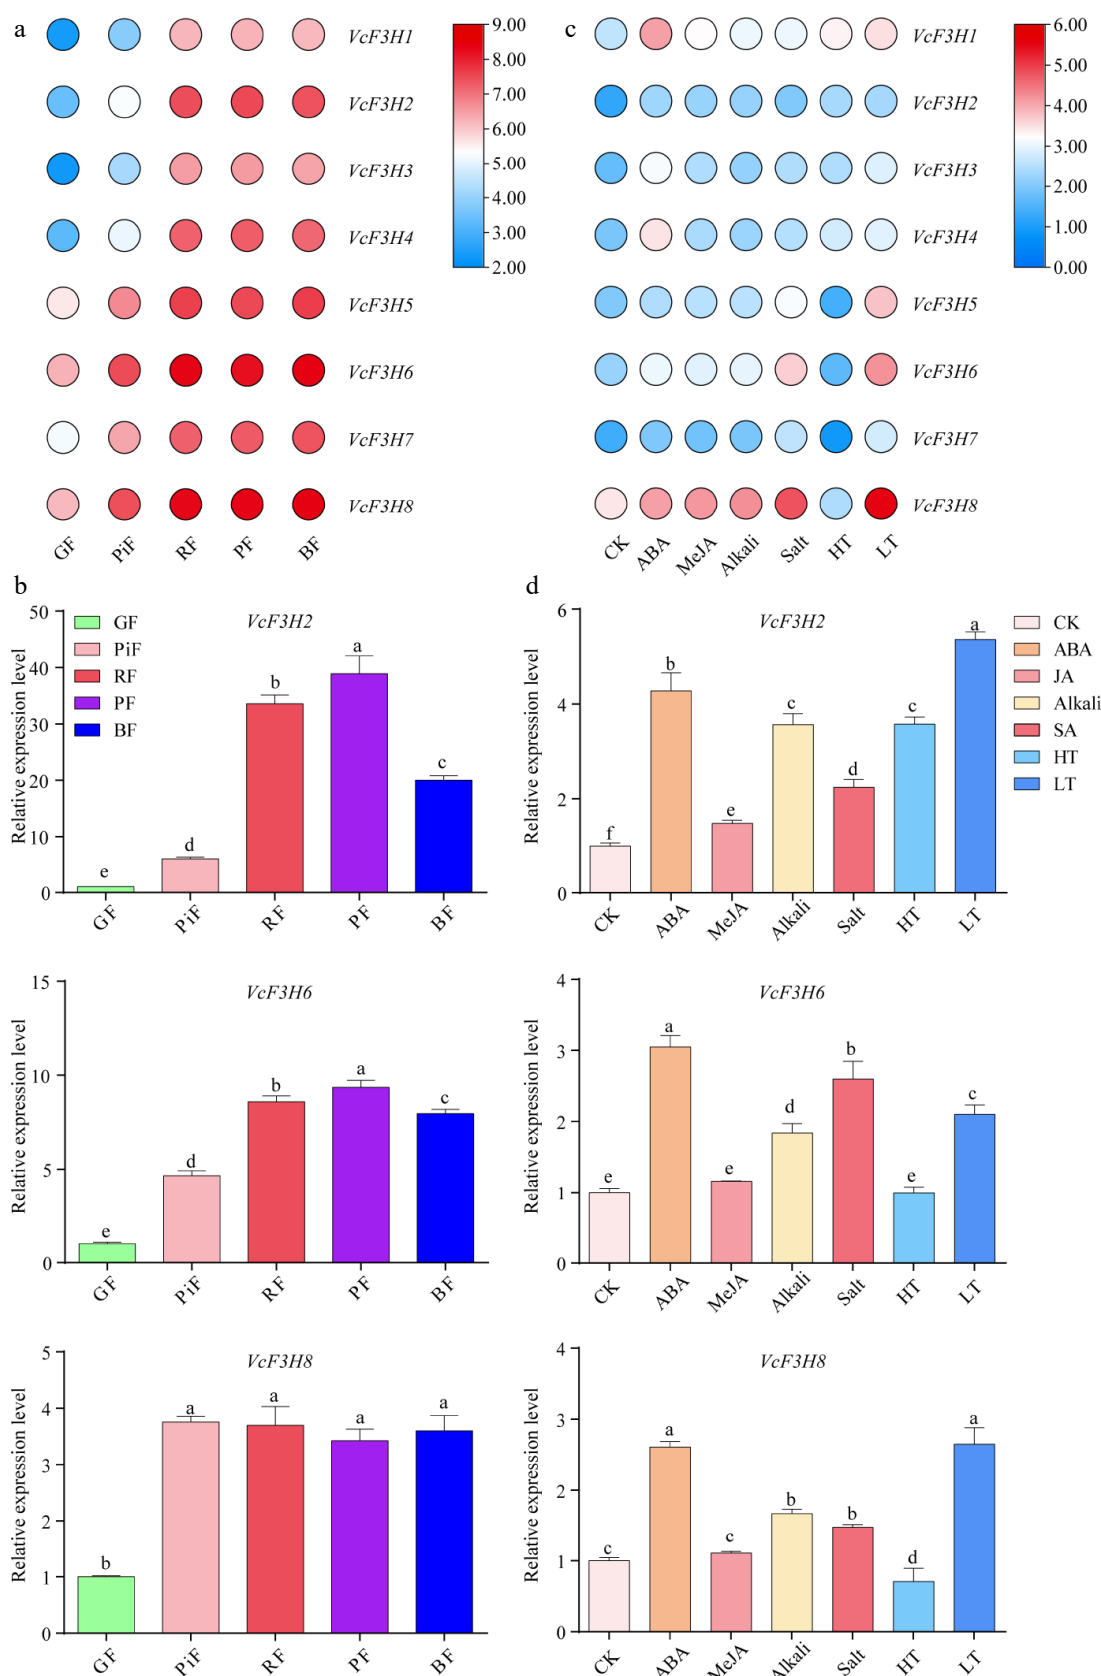 a
VcF3H1
VcF3H2
VcF3H3
VcF3H4
VcF3H5
VcF3H6
VcF3H7
VcF3H8
GF PiF RF PF BF
9.00
8.00
7.00
6.00
5.00
4.00
3.00
2.00
c
VcF3H1
VcF3H2
VcF3H3
VcF3H4
VcF3H5
VcF3H6
VcF3H7
VcF3H8
CK ABA MeJA Alkali Salt HT LT
6.00
5.00
4.00
3.00
2.00
1.00
0.00
b
VcF3H2
Relative expression level
50
40
30
20
10
0
GF
PiF
RF
PF
BF
e d b a c
GF PiF RF PF BF
VcF3H6
Relative expression level
15
10
5
0
e d b a c
GF PiF RF PF BF
VcF3H8
Relative expression level
5
4
3
2
1
0
b a a a a
GF PiF RF PF BF
d
VcF3H2
Relative expression level
6
4
2
0
CK
ABA
JA
Alkali
SA
HT
LT
f b e c d c a
CK ABA MeJA Alkali Salt HT LT
VcF3H6
Relative expression level
4
3
2
1
0
e a e d b e c
CK ABA MeJA Alkali Salt HT LT
VcF3H8
Relative expression level
4
3
2
1
0
c a c b b d a
CK ABA MeJA Alkali Salt HT LT